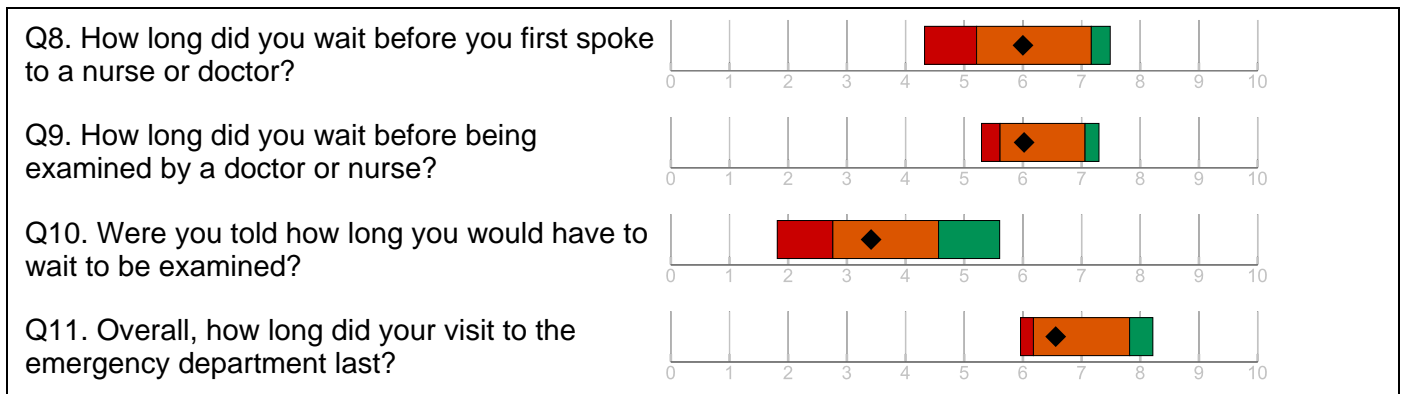 Q8. How long did you wait before you first spoke
to a nurse or doctor?
0 1 2 3 4 5 6 7 8 9 10
Q9. How long did you wait before being
examined by a doctor or nurse?
0 1 2 3 4 5 6 7 8 9 10
Q10. Were you told how long you would have to
wait to be examined?
0 1 2 3 4 5 6 7 8 9 10
Q11. Overall, how long did your visit to the
emergency department last?
0 1 2 3 4 5 6 7 8 9 10